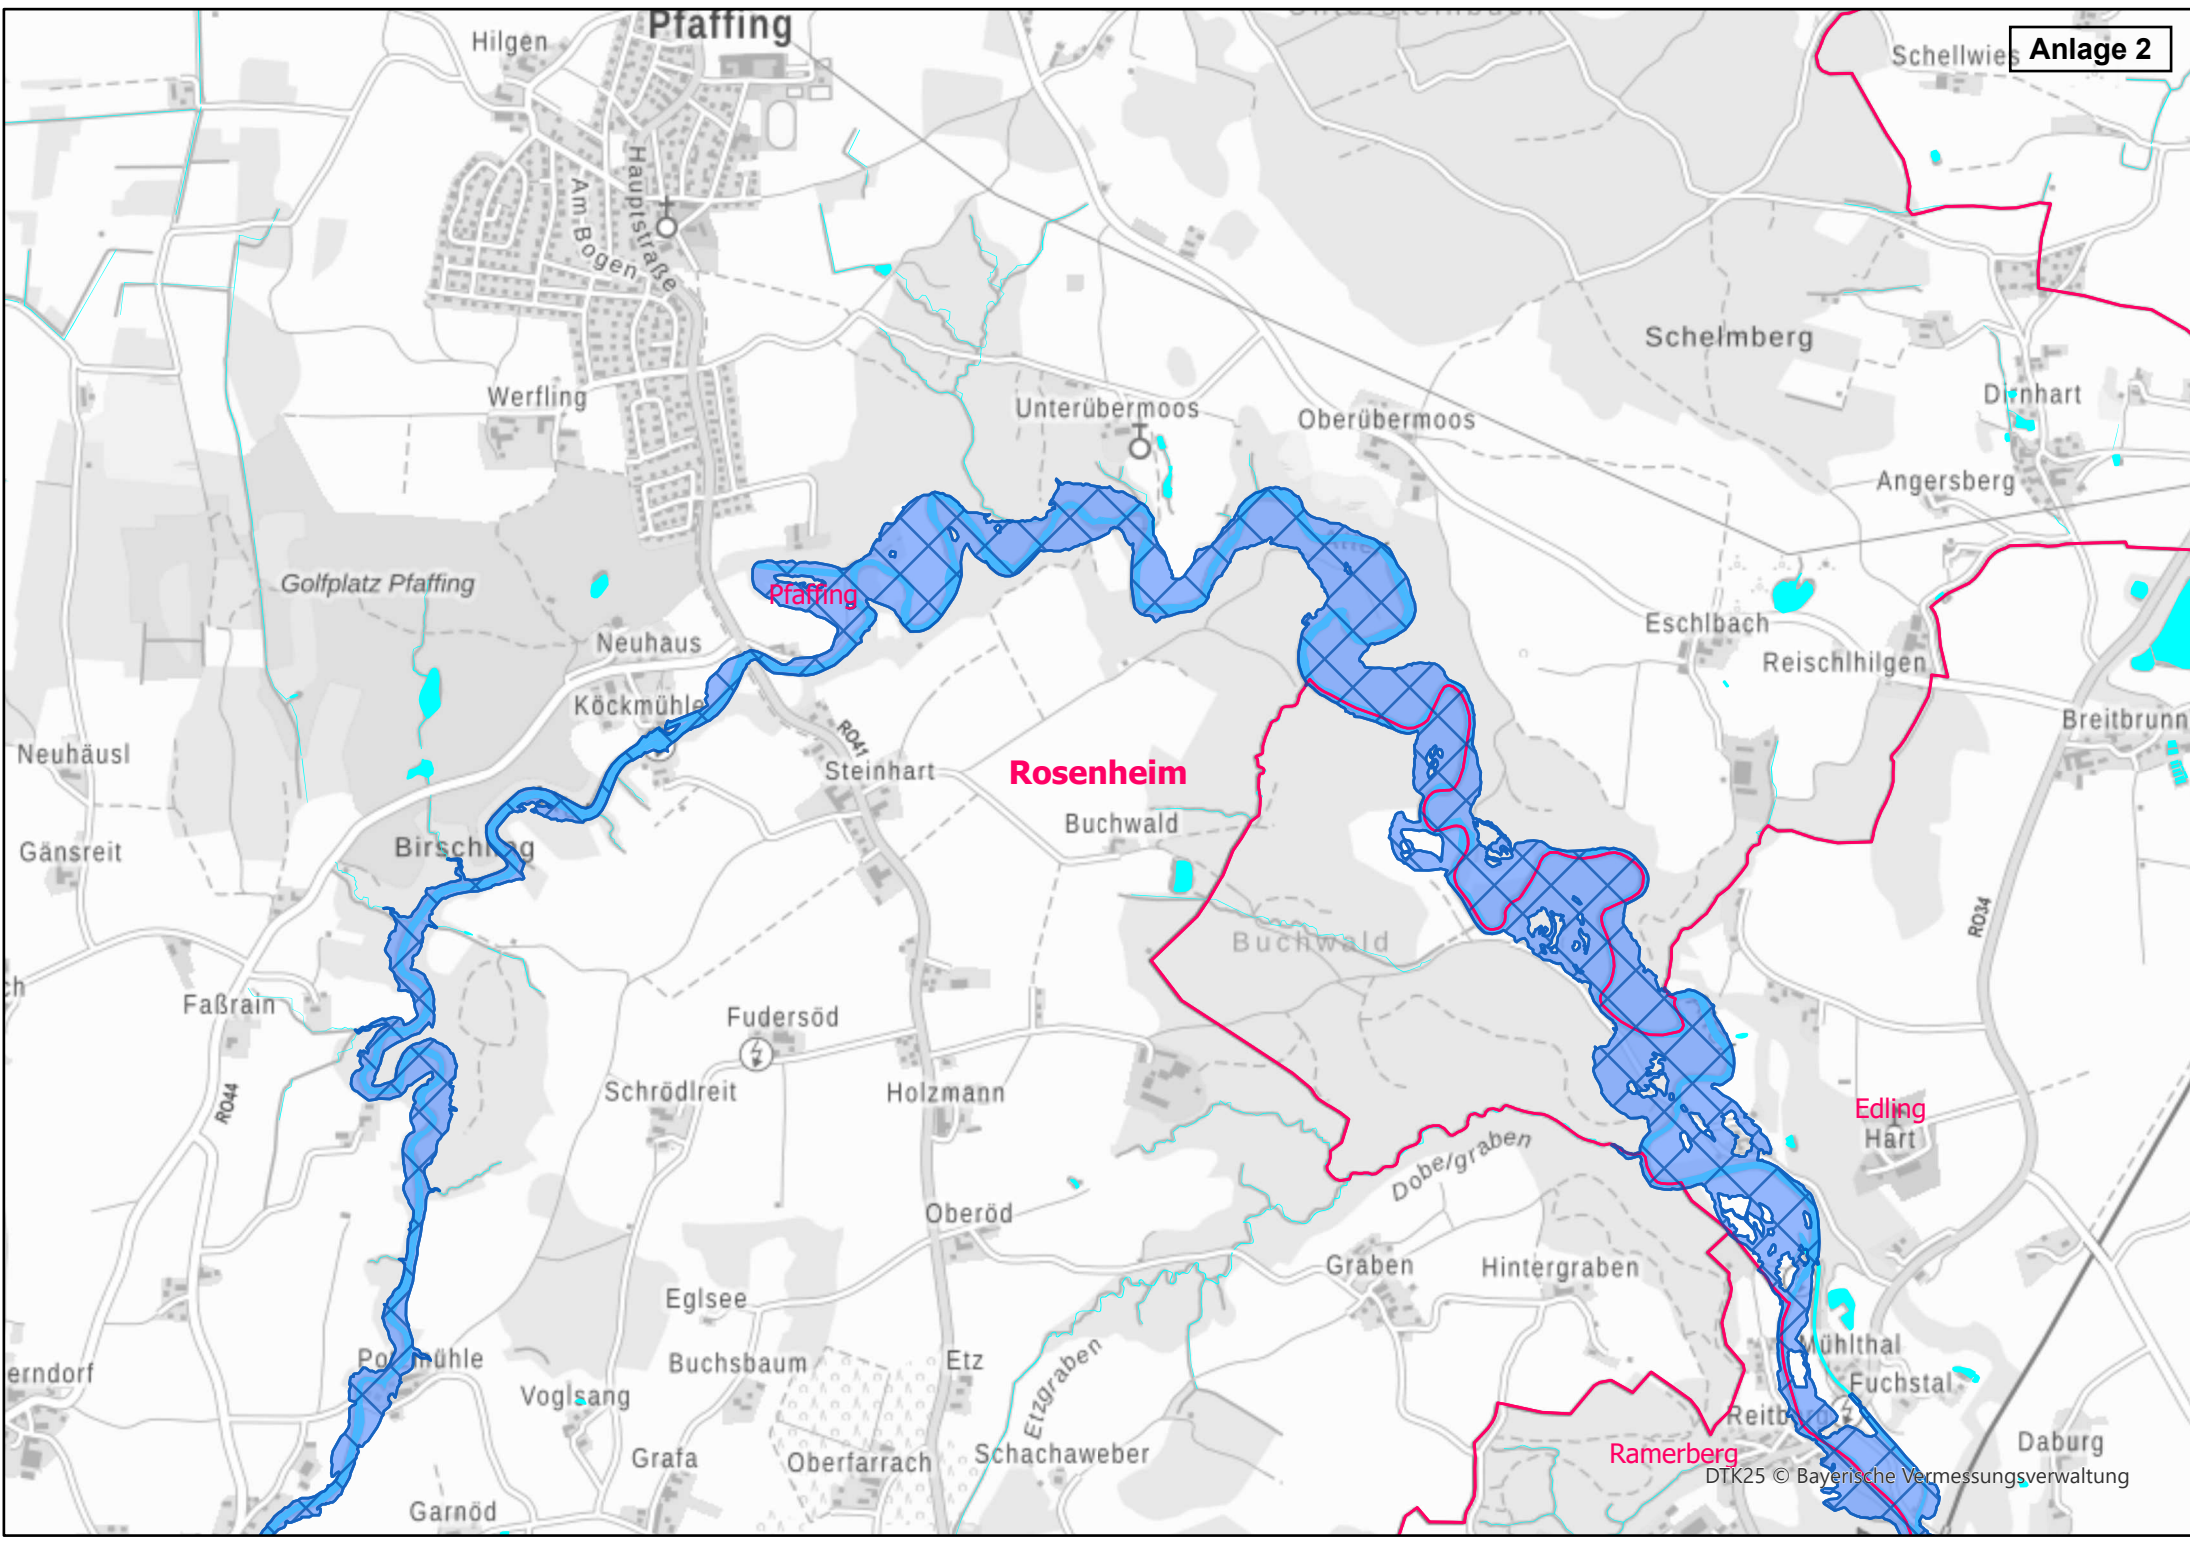 Pfaffing
Hilgen
Anlage 2
Schellwies
Hauptstraße
Am-Bogen
Schelmberg
Werfling
Unterübermoos
Oberübermoos
Dirnhart
Angersberg
Golfplatz Pfaffing
Pfaffing
Neuhaus
Eschlbach
Reischlhilgen
Köckmühle
Breitbrunn
Neuhäusl
RO41
Steinhart
Rosenheim
Buchwald
Gänsreit
Birschling
Buchwald
RO34
Faßrain
Fudersöd
RO44
Schrödlreit
Holzmann
Edling
Hart
Dobelgraben
Oberöd
Graben
Hintergraben
Eglsee
Mühlthal
erndorf
Buchsbaum
Etz
Etzgraben
Voglsang
Fuchstal
Grafa
Oberfarrach
Schachaweber
Ramerberg
Daburg
DTK25 © Bayerische Vermessungsverwaltung
Garnöd